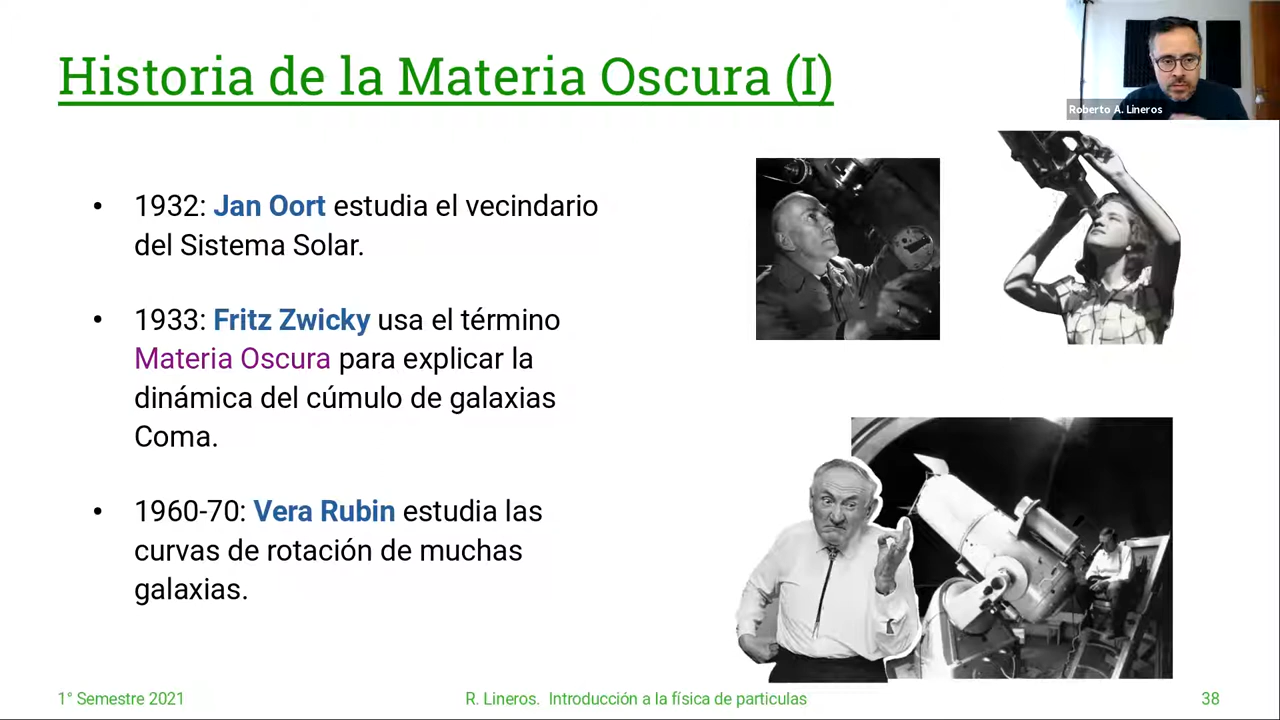 Historia de la Materia Oscura (I)
Roberto A. Lineros
• 1932: Jan Oort estudia el vecindario
del Sistema Solar.
• 1933: Fritz Zwicky usa el término
Materia Oscura para explicar la
dinámica del cúmulo de galaxias
Coma.
• 1960-70: Vera Rubin estudia las
curvas de rotación de muchas
galaxias.
1° Semestre 2021
R. Lineros. Introducción a la física de particulas
38